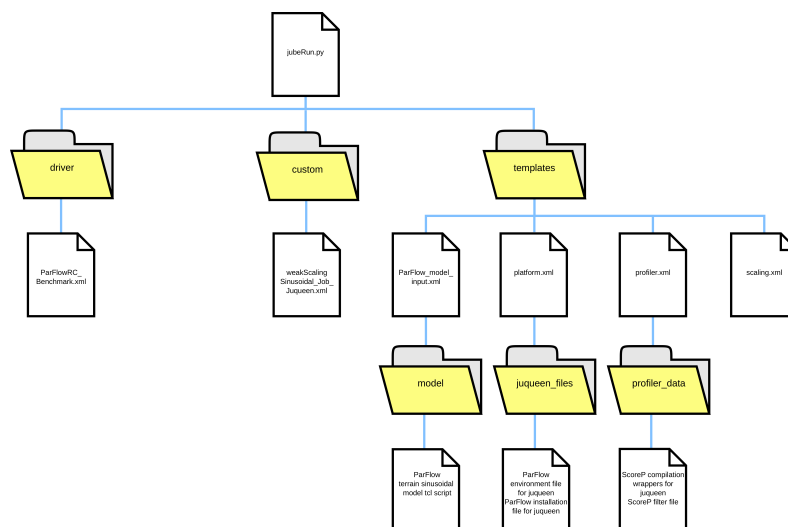 jubeRun.py
driver
custom
templates
ParFlowRC_
Benchmark.xml
weakScaling
Sinusoidal_Job_
Juqueen.xml
ParFlow_model_
input.xml
platform.xml
profiler.xml
scaling.xml
model
juqueen_files
profiler_data
ParFlow
terrain sinusoidal
model tcl script
ParFlow
environment file
for juqueen
ParFlow installation
file for juqueen
ScoreP compilation
wrappers for
juqueen
ScoreP filter file